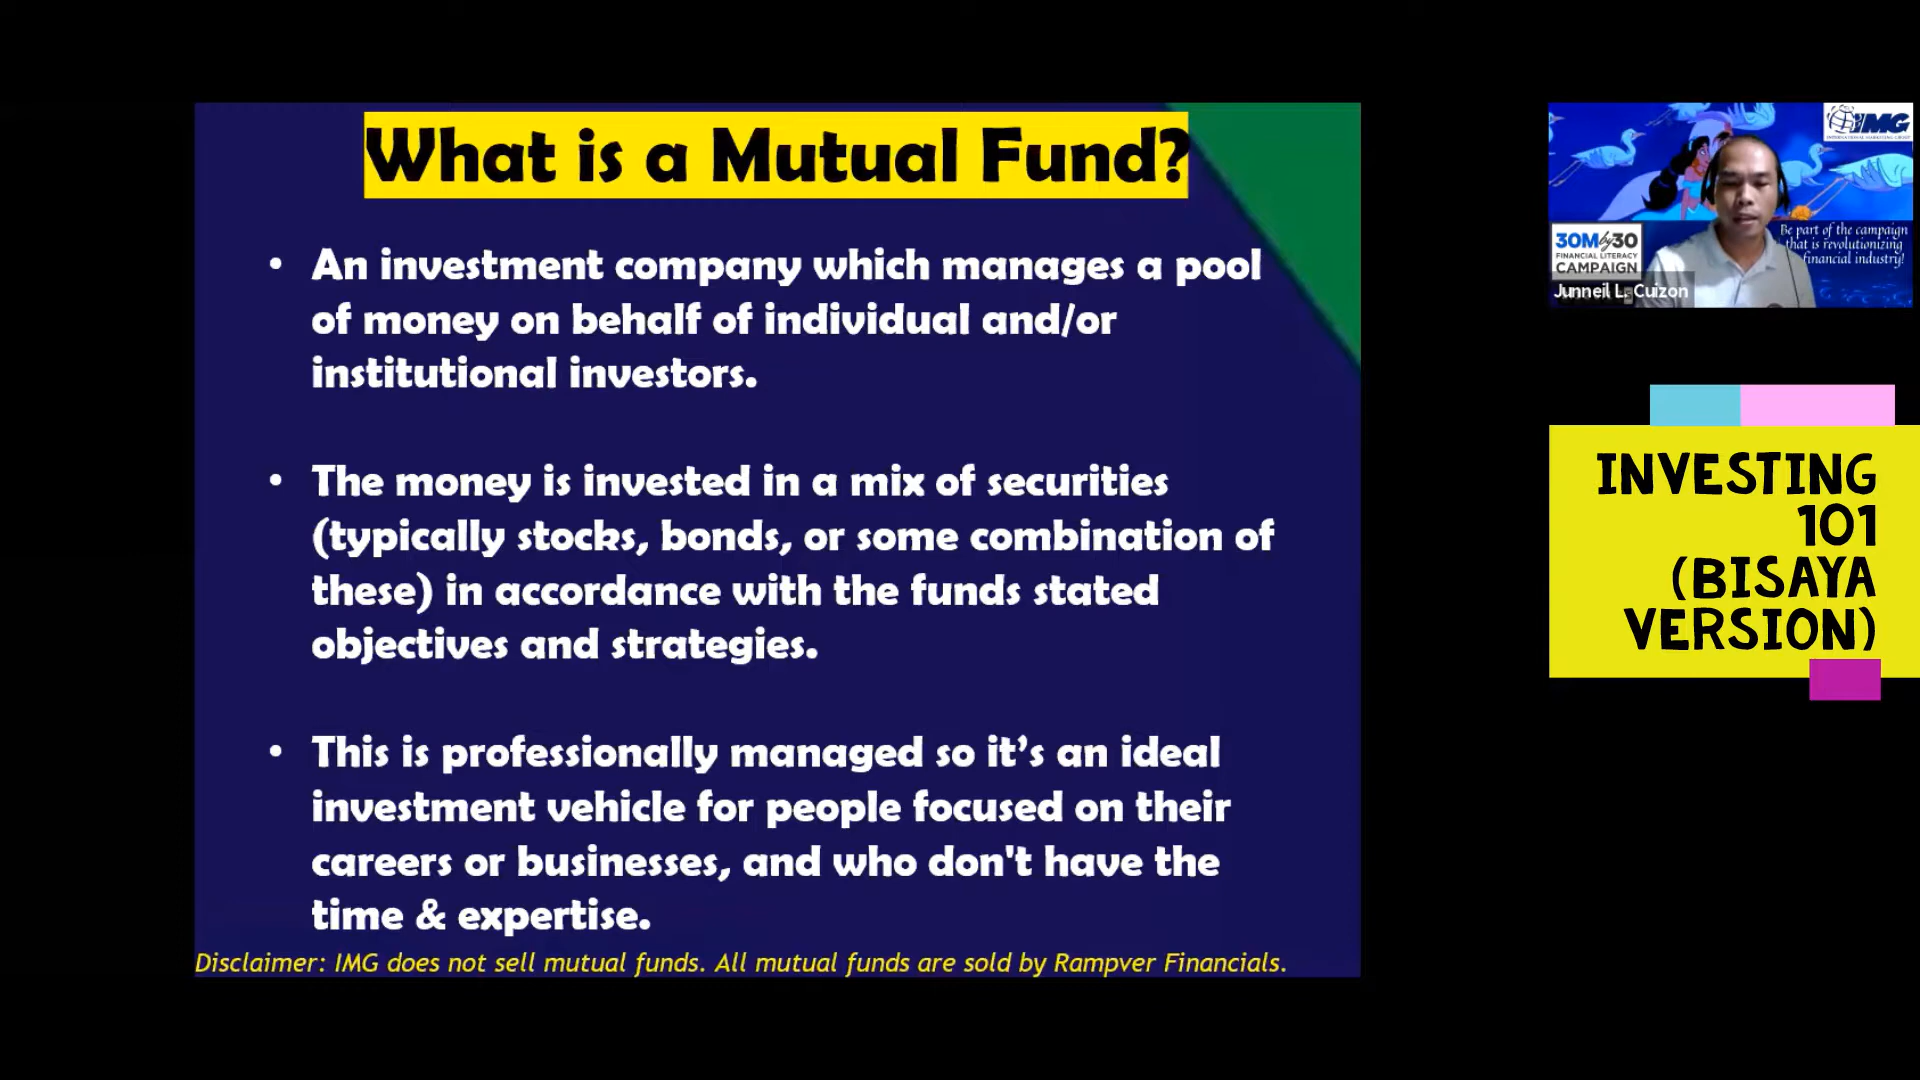 What is a Mutual Fund?
• An investment company which manages a pool
of money on behalf of individual and/or
institutional investors.
• The money is invested in a mix of securities
(typically stocks, bonds, or some combination of
these) in accordance with the funds stated
objectives and strategies.
• This is professionally managed so it's an ideal
investment vehicle for people focused on their
careers or businesses, and who don't have the
time & expertise.
Disclaimer: IMG does not sell mutual funds. All mutual funds are sold by Rampver Financials.
IMG
INTERNATIONAL MARKETING GROUP
30M by 30
FINANCIAL LITERACY
CAMPAIGN
Be part of the campaign
that is revolutionizing
financial industry!
Junneil L. Cuizon
INVESTING
101
(BISAYA
VERSION)